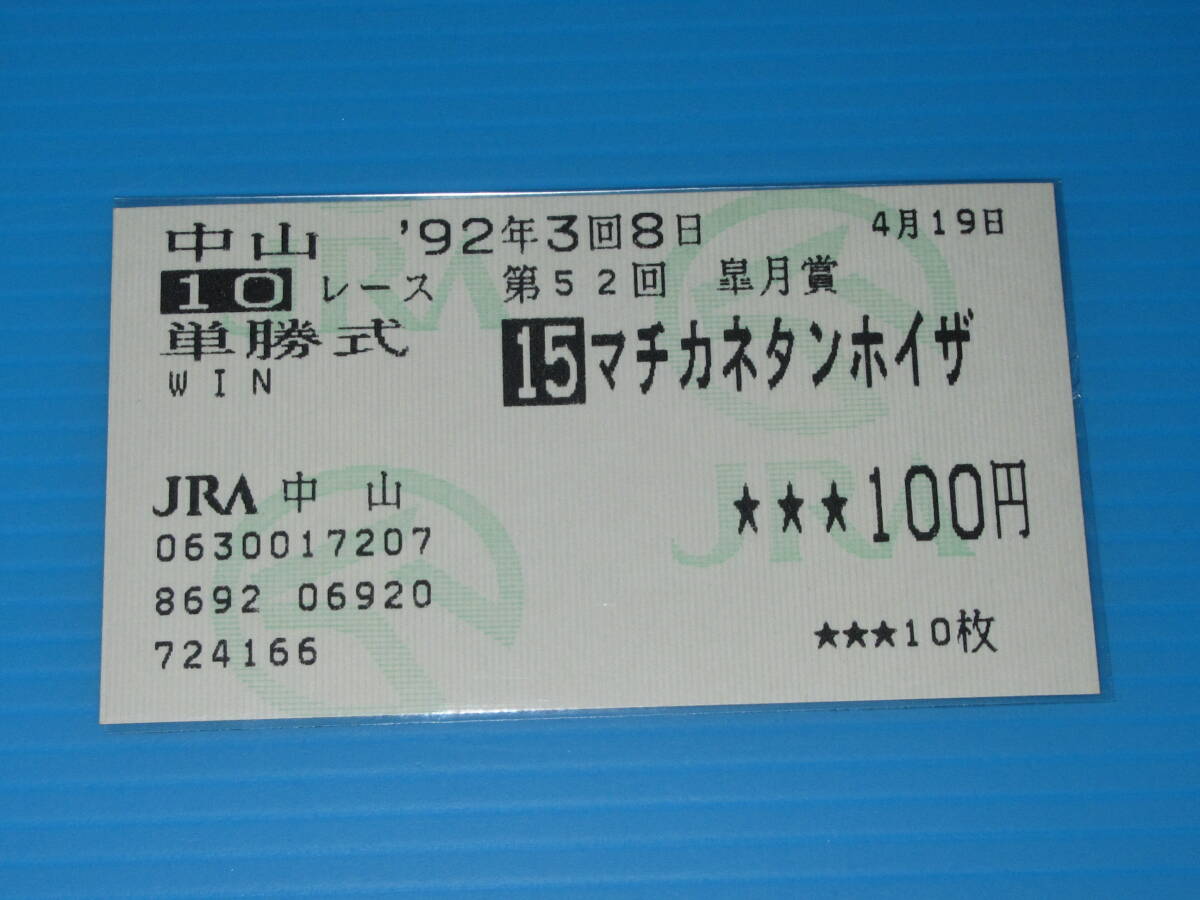 中山 '92年3回8日 4月19日
10 レース 第52回 皐月賞
単勝式 15 マチカネタンホイザ
WIN
JRA 中山 ★★★100円
0630017207
8692 06920
724166 ★★★10枚
JRA
JRA